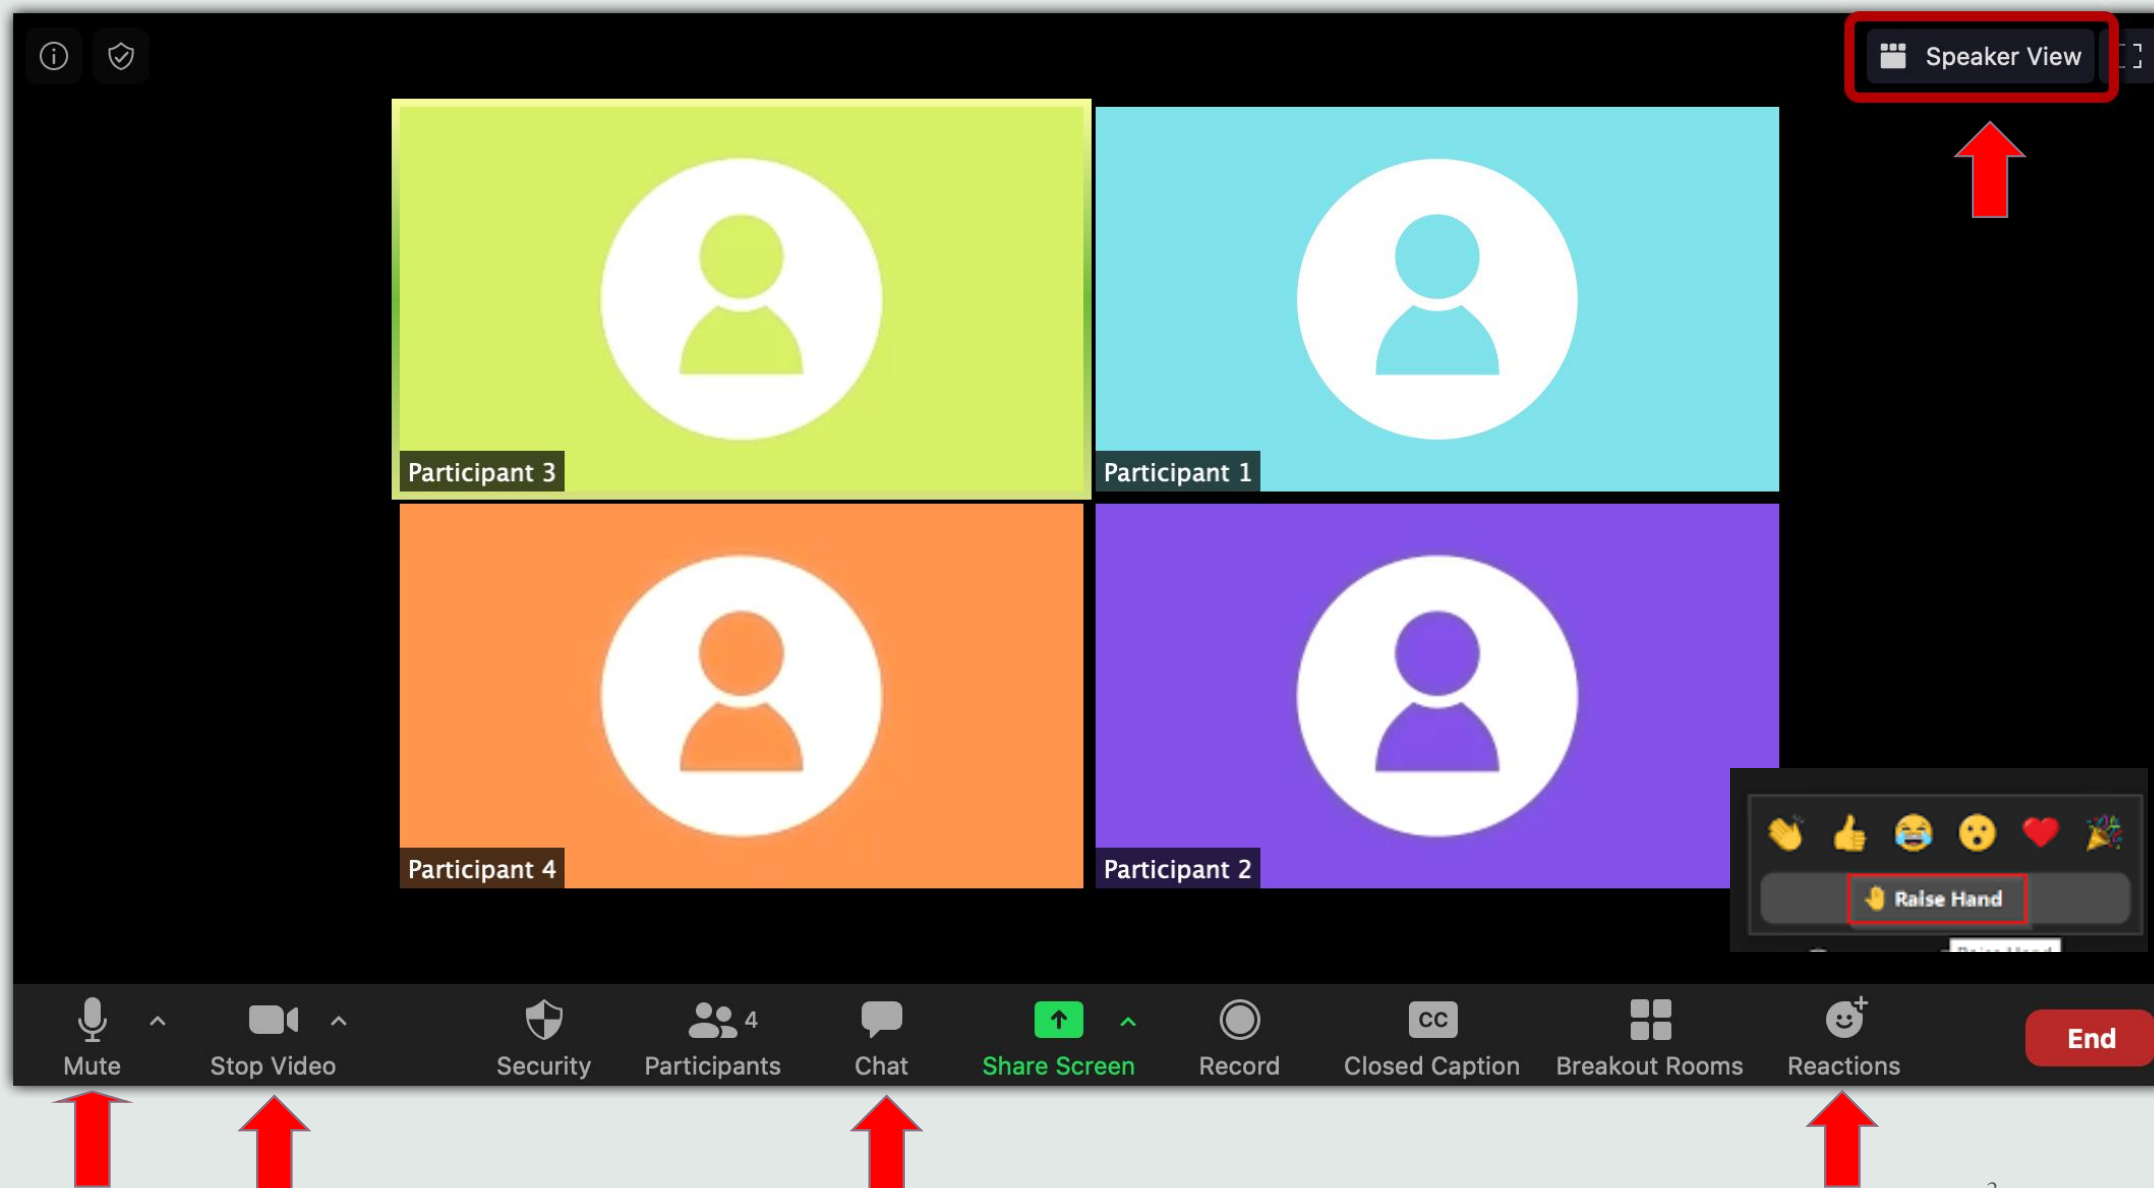 Speaker View
Participant 3
Participant 1
Participant 4
Participant 2
Raise Hand
4
CC
Mute
Stop Video
Security
Participants
Chat
Share Screen
Record
Closed Caption
Breakout Rooms
Reactions
End